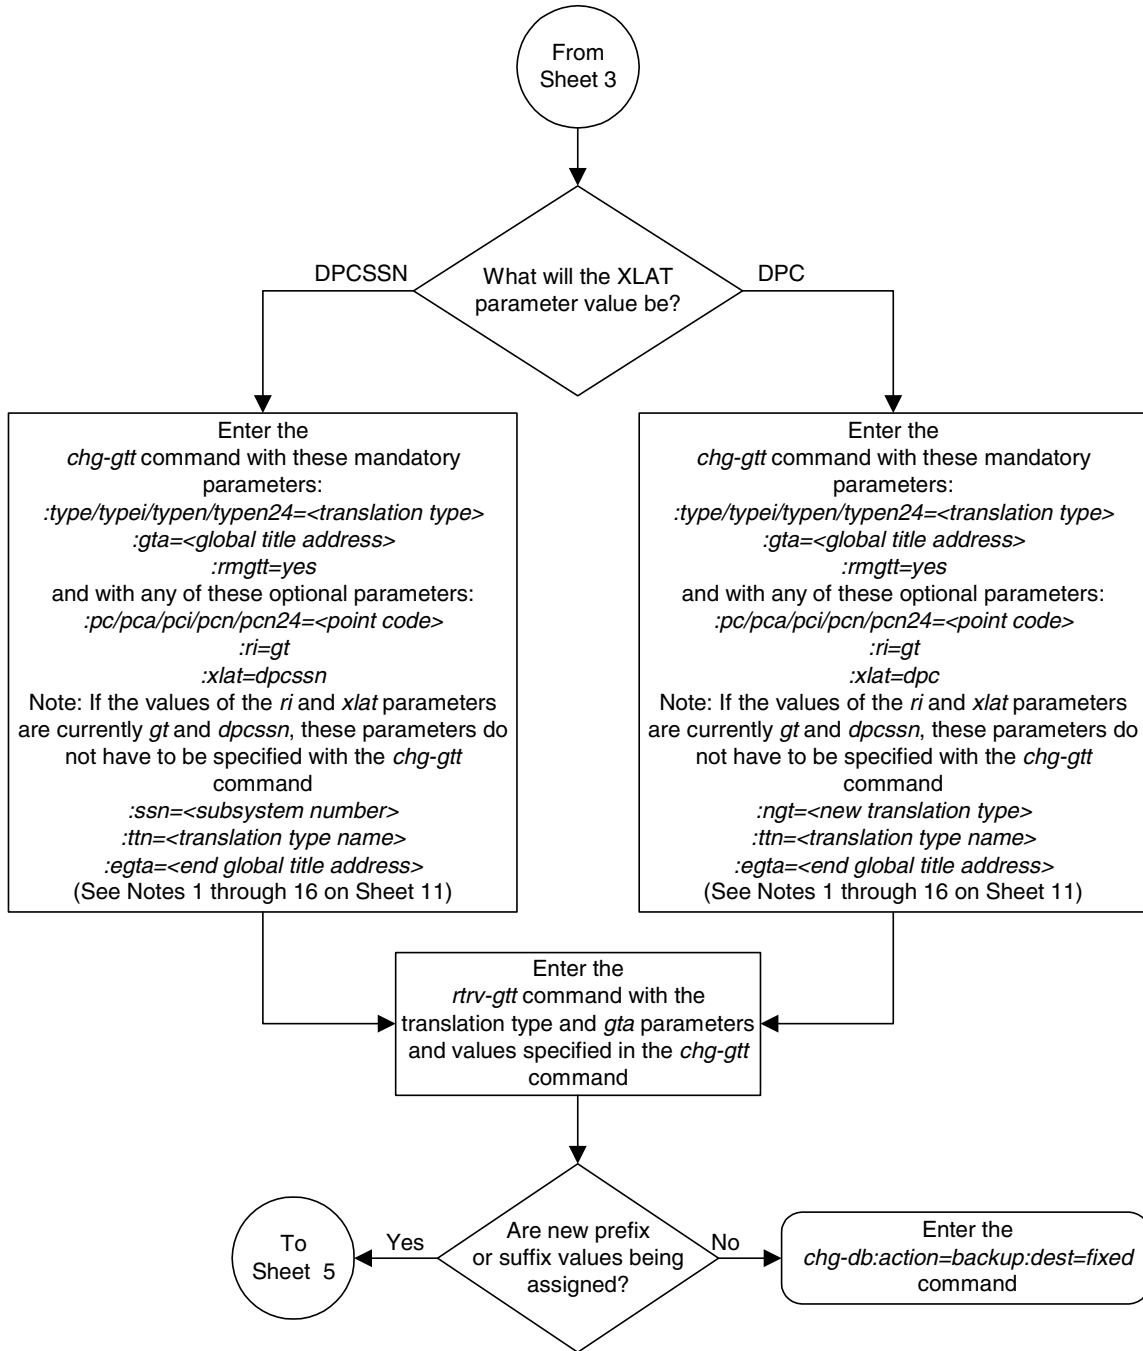 From
Sheet 3
What will the XLAT
parameter value be?
DPCSSN
DPC
Enter the
chg-gtt command with these mandatory
parameters:
:type/typei/typen/typen24=<translation type>
:gta=<global title address>
:rmgtt=yes
and with any of these optional parameters:
:pc/pca/pci/pcn/pcn24=<point code>
:ri=gt
:xlat=dpcssn
Note: If the values of the ri and xlat parameters
are currently gt and dpcssn, these parameters do
not have to be specified with the chg-gtt
command
:ssn=<subsystem number>
:ttn=<translation type name>
:egta=<end global title address>
(See Notes 1 through 16 on Sheet 11)
Enter the
chg-gtt command with these mandatory
parameters:
:type/typei/typen/typen24=<translation type>
:gta=<global title address>
:rmgtt=yes
and with any of these optional parameters:
:pc/pca/pci/pcn/pcn24=<point code>
:ri=gt
:xlat=dpc
Note: If the values of the ri and xlat parameters
are currently gt and dpcssn, these parameters do
not have to be specified with the chg-gtt
command
:ngt=<new translation type>
:ttn=<translation type name>
:egta=<end global title address>
(See Notes 1 through 16 on Sheet 11)
Enter the
rtrv-gtt command with the
translation type and gta parameters
and values specified in the chg-gtt
command
Are new prefix
or suffix values being
assigned?
Yes
No
To
Sheet 5
Enter the
chg-db:action=backup:dest=fixed
command